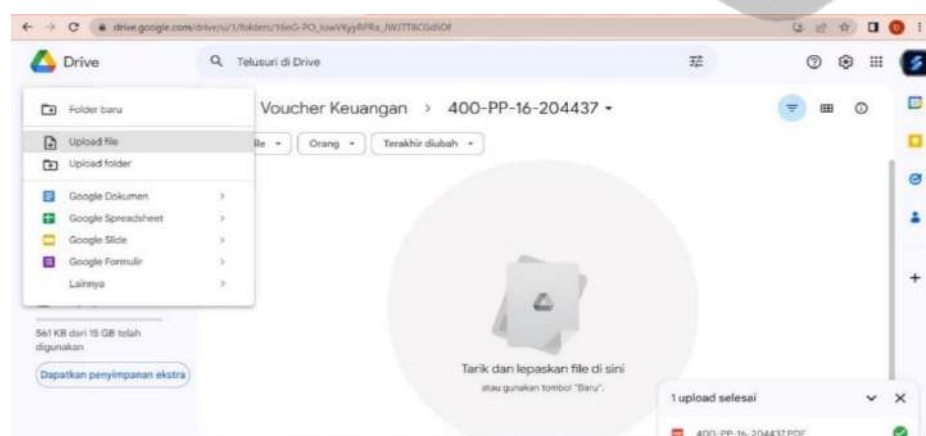 Drive
Telusuri di Drive
Folder baru
Voucher Keuangan > 400-PP-16-204437
Upload file
Orang
Terakhir diubah
Upload folder
Google Dokumen
Google Spreadsheet
Google Slide
Google Formulir
Lainnya
561 KB dari 15 GB telah
digunakan
Dapatkan penyimpanan ekstra
Tarik dan lepaskan file di sini
atau gunakan tombol "Baru".
1 upload selesai
400-PP-16-204437.PDF